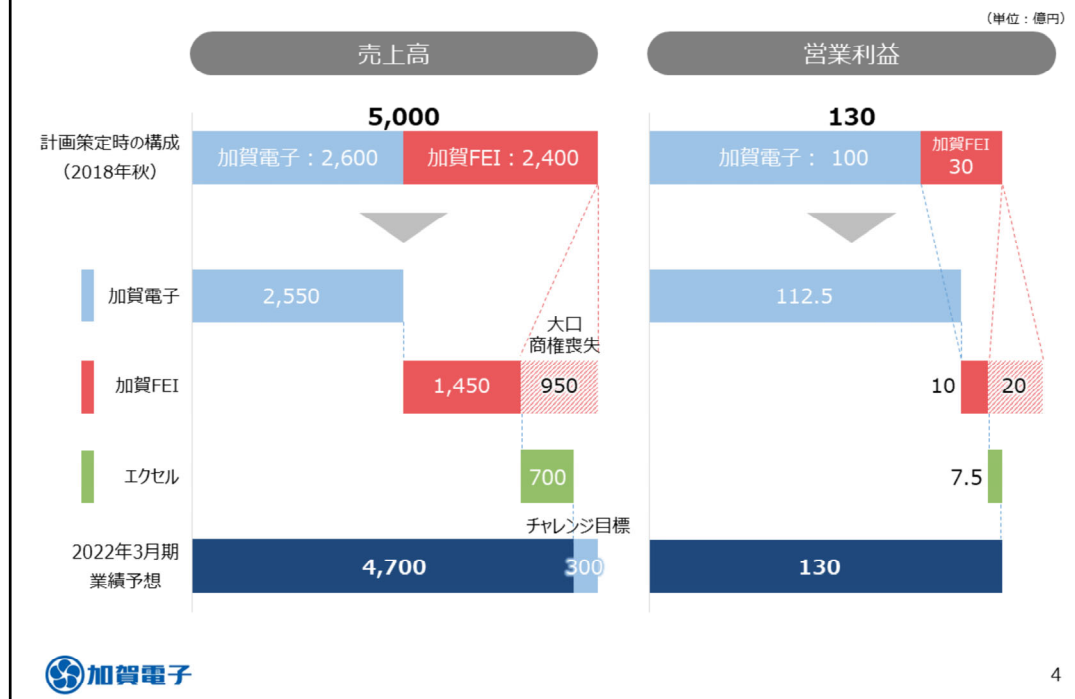 （単位：億円）
売上高
営業利益
5,000
130
計画策定時の構成
（2018年秋）
加賀電子：2,600
加賀FEI：2,400
加賀電子： 100
加賀FEI
30
加賀電子
2,550
112.5
大口
商権喪失
加賀FEI
1,450
950
10
20
エクセル
700
7.5
チャレンジ目標
2022年3月期
業績予想
4,700
300
130
加賀電子
4